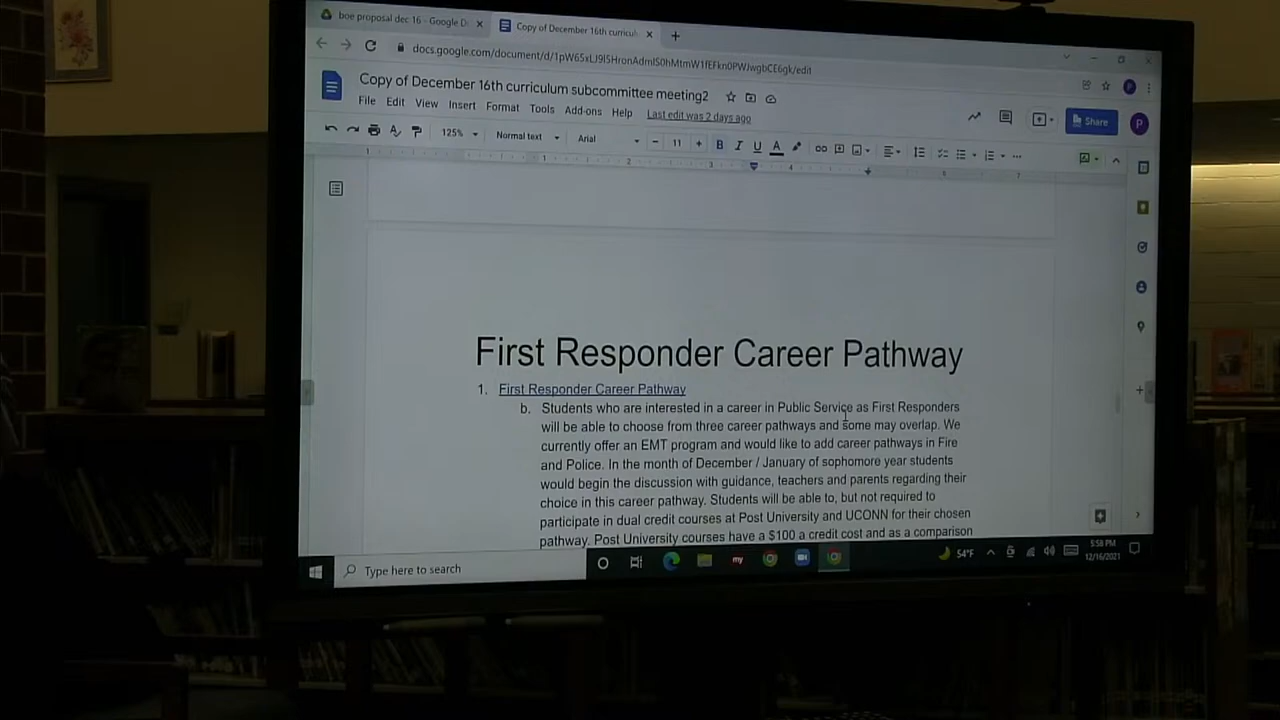 boe proposal dec 16 - Google D
Copy of December 16th curricul
Copy of December 16th curriculum subcommittee meeting2
File Edit View Insert Format Tools Add-ons Help Last edit was 2 days ago
Share
P
125% Normal text Arial 11 B I U A
First Responder Career Pathway
1. First Responder Career Pathway
b. Students who are interested in a career in Public Service as First Responders
will be able to choose from three career pathways and some may overlap. We
currently offer an EMT program and would like to add career pathways in Fire
and Police. In the month of December / January of sophomore year students
would begin the discussion with guidance, teachers and parents regarding their
choice in this career pathway. Students will be able to, but not required to
participate in dual credit courses at Post University and UCONN for their chosen
pathway. Post University courses have a $100 a credit cost and as a comparison
Type here to search
my
54°F
5:58 PM
12/16/2021